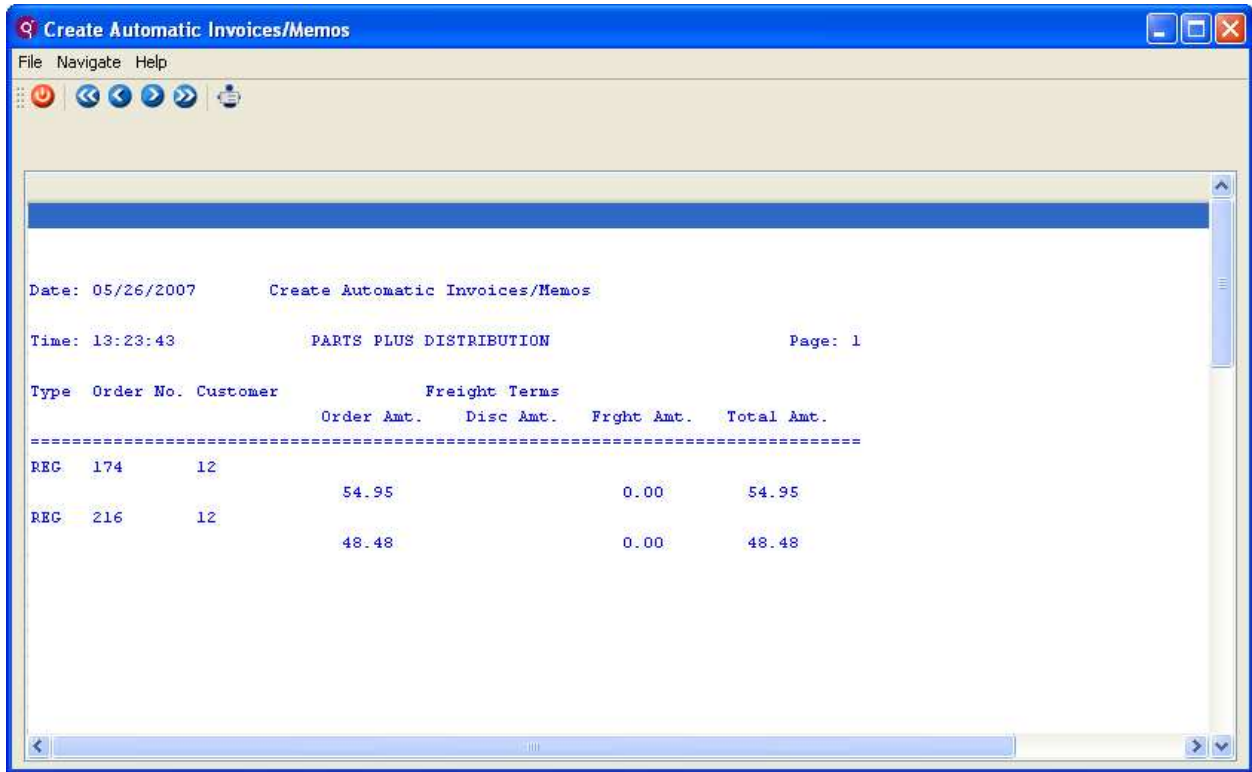 Create Automatic Invoices/Memos
File Navigate Help
Date: 05/26/2007 Create Automatic Invoices/Memos
Time: 13:23:43 PARTS PLUS DISTRIBUTION Page: 1
Type Order No. Customer Freight Terms
Order Amt. Disc Amt. Frght Amt. Total Amt.
================================================================================
REG 174 12
54.95 0.00 54.95
REG 216 12
48.48 0.00 48.48